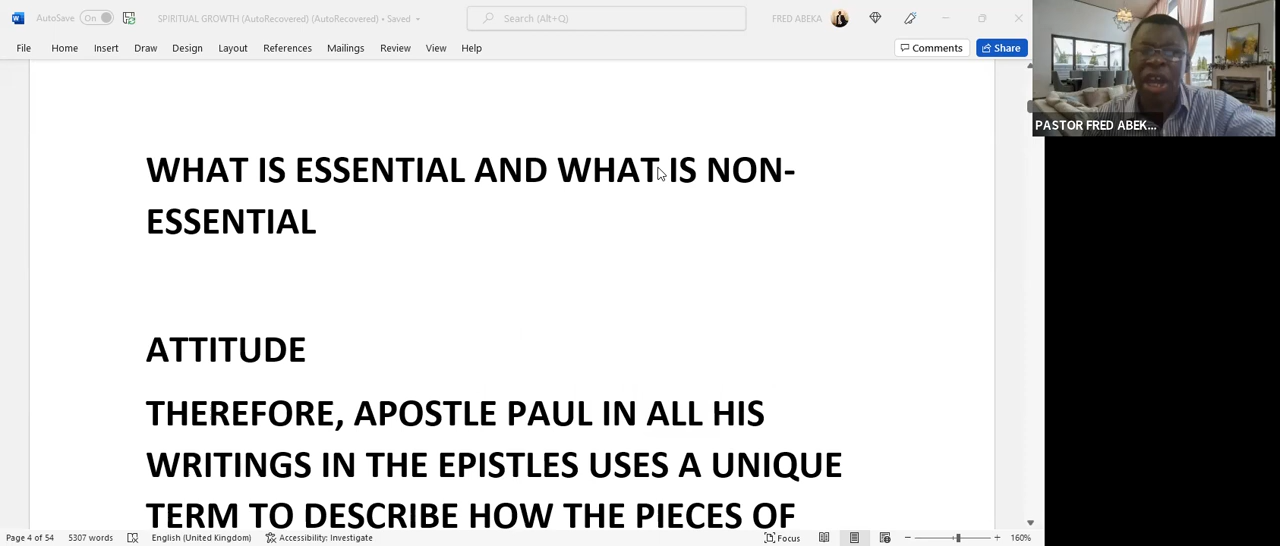 AutoSave Off
SPIRITUAL GROWTH (AutoRecovered) (AutoRecovered) • Saved
Search (Alt+Q)
FRED ABEKA
File Home Insert Draw Design Layout References Mailings Review View Help
Comments Share
PASTOR FRED ABEK...
WHAT IS ESSENTIAL AND WHAT IS NON-
ESSENTIAL
ATTITUDE
THEREFORE, APOSTLE PAUL IN ALL HIS
WRITINGS IN THE EPISTLES USES A UNIQUE
TERM TO DESCRIBE HOW THE PIECES OF
Page 4 of 54 5307 words English (United Kingdom) Accessibility: Investigate Focus 160%